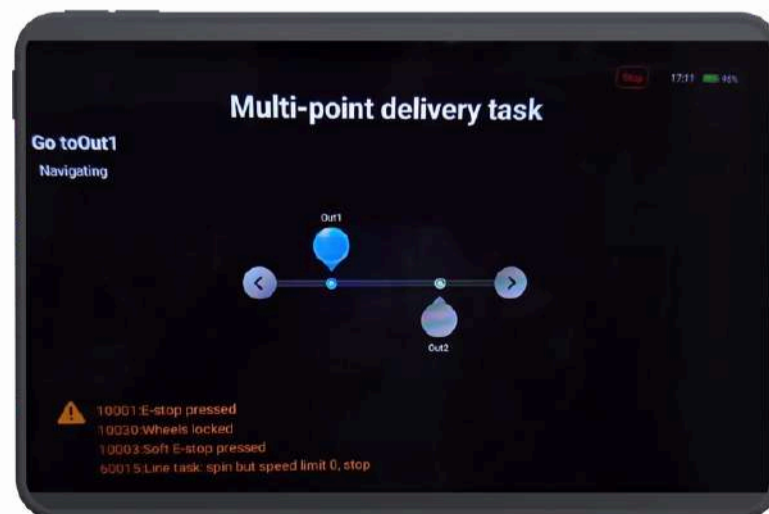 Stop
17:11 46%
Multi-point delivery task
Go toOut1
Navigating
Out1
Out2
10001:E-stop pressed
10030:Wheels locked
10003:Soft E-stop pressed
60015:Line task: spin but speed limit 0, stop